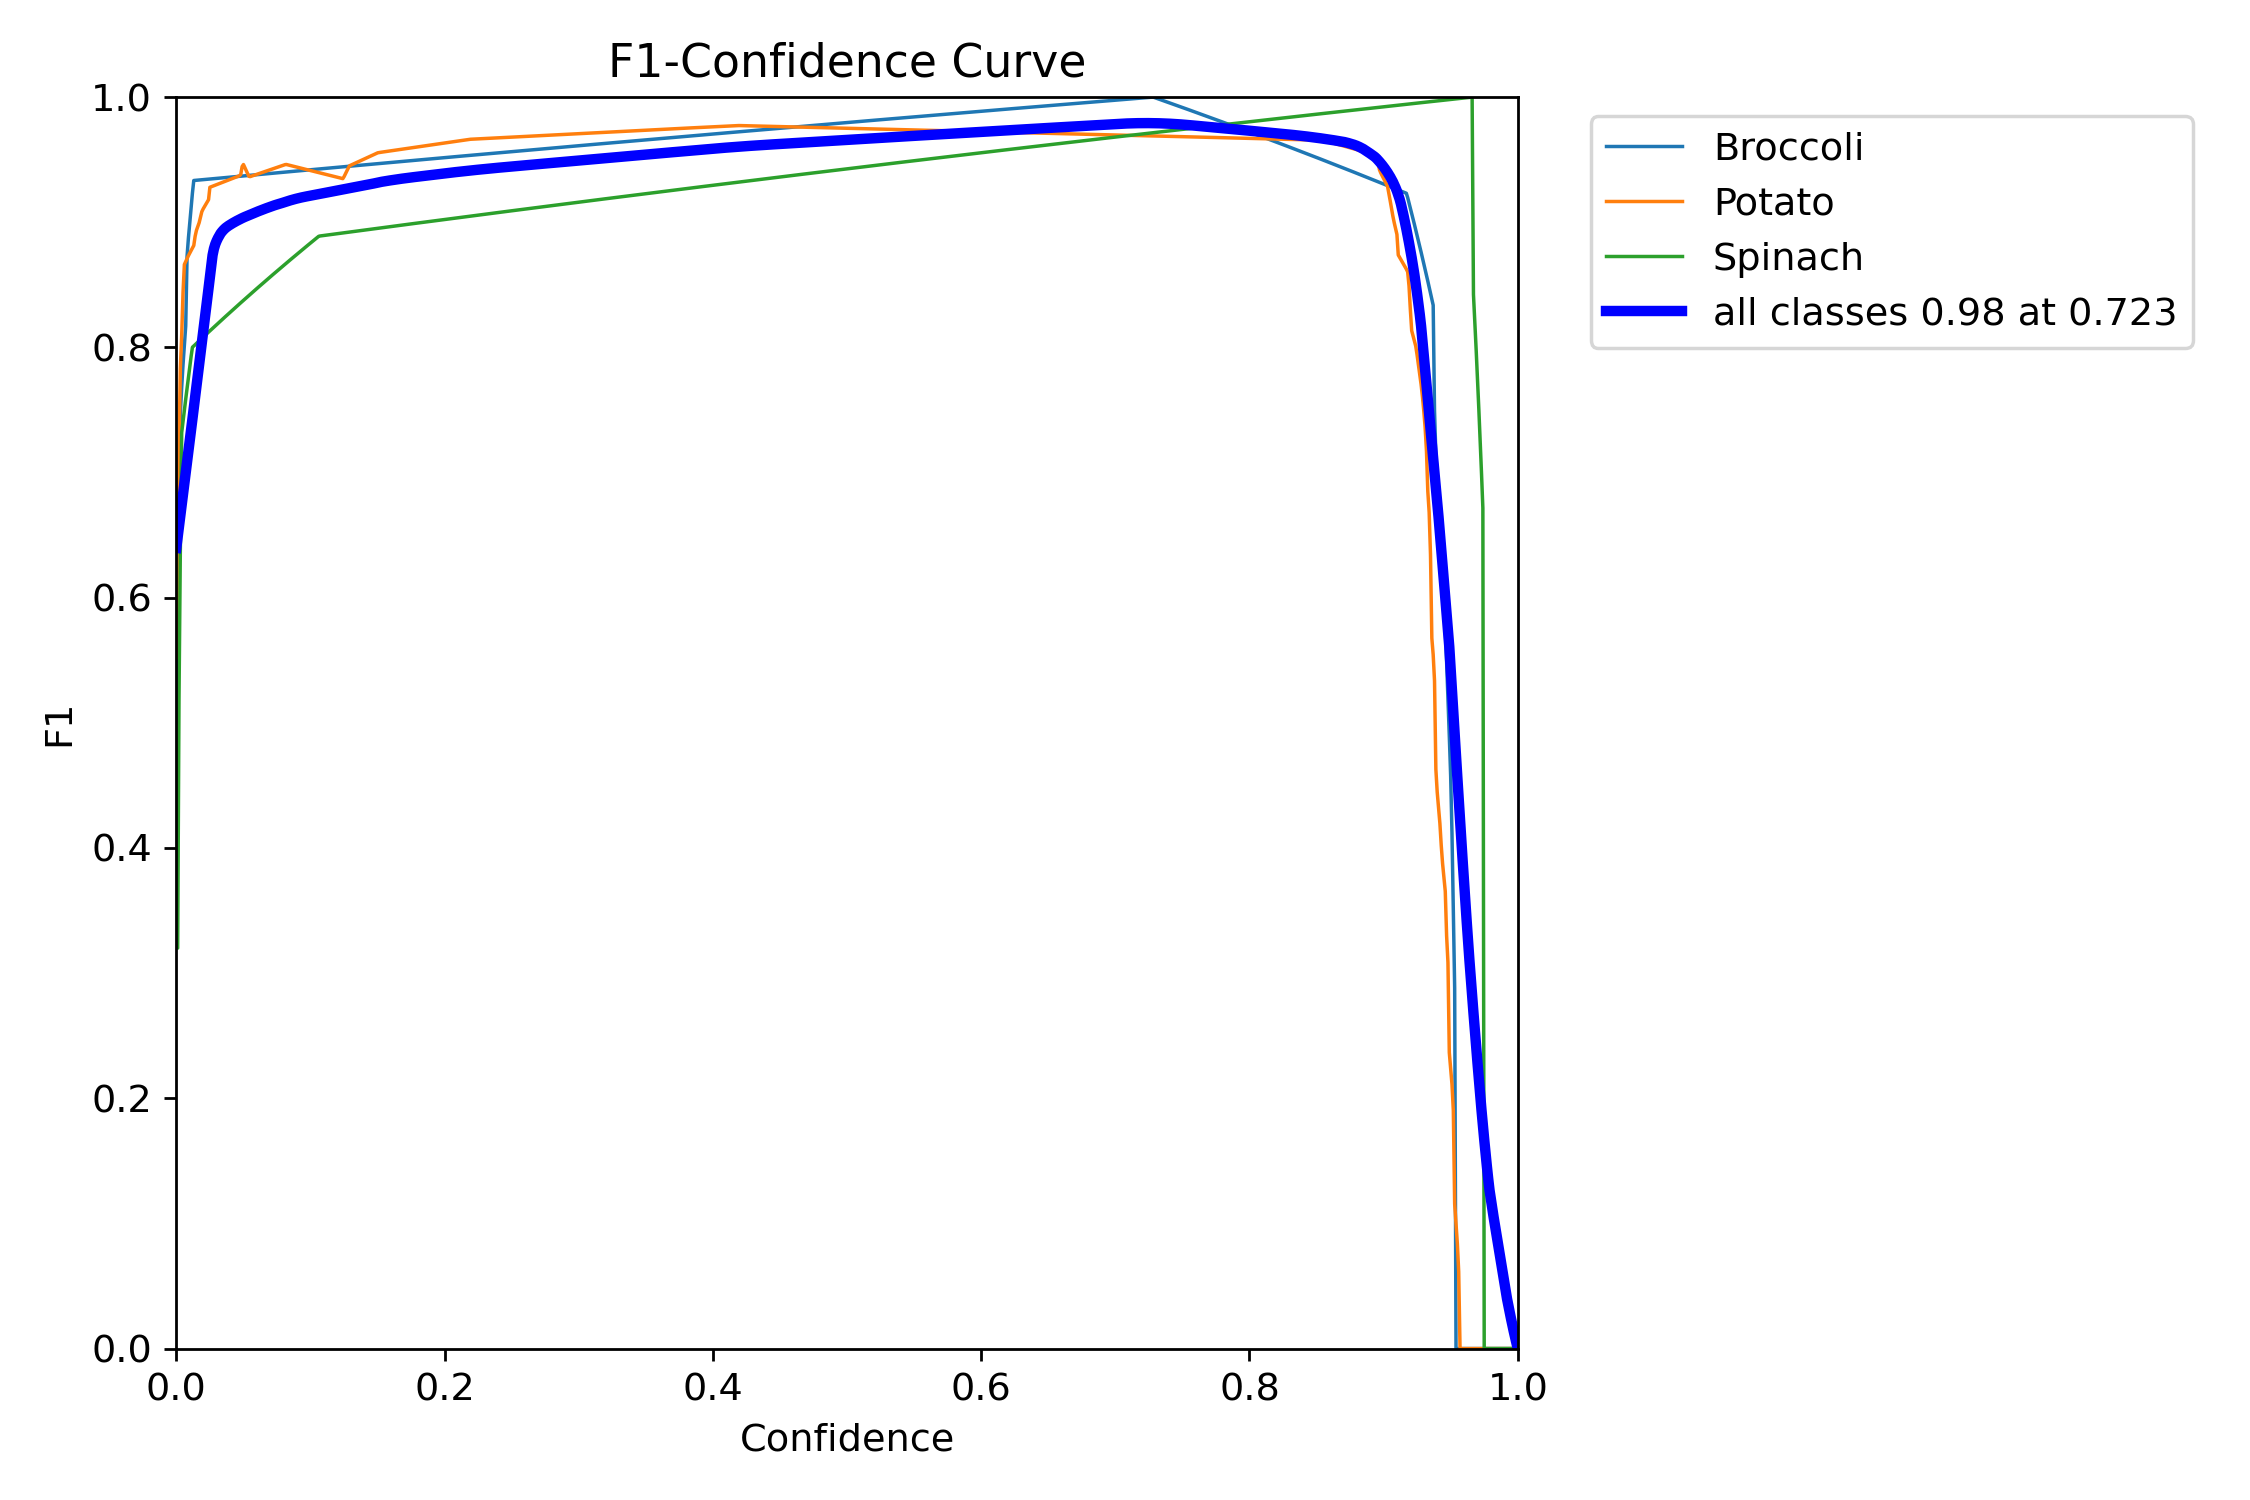 F1-Confidence Curve
1.0
0.8
0.6
0.4
0.2
0.0
F1
0.0 0.2 0.4 0.6 0.8 1.0
Confidence
Broccoli
Potato
Spinach
all classes 0.98 at 0.723